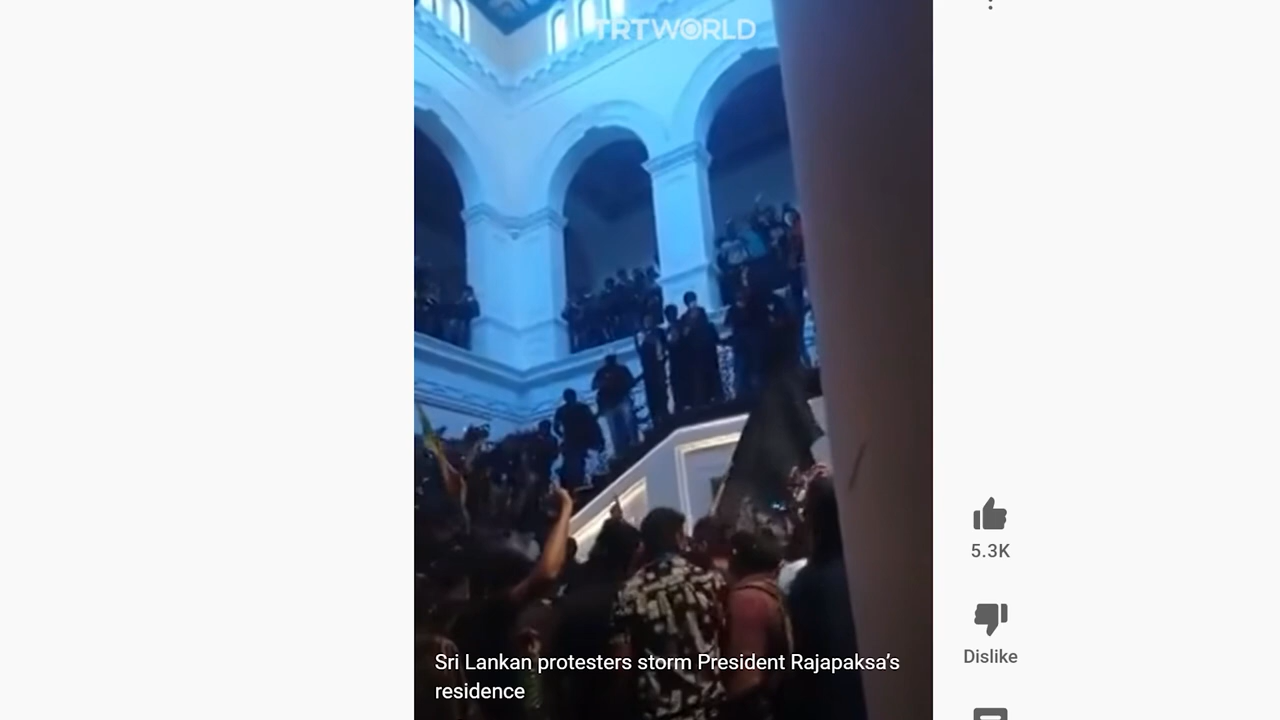 TRTWORLD
5.3K
Dislike
Sri Lankan protesters storm President Rajapaksa’s
residence